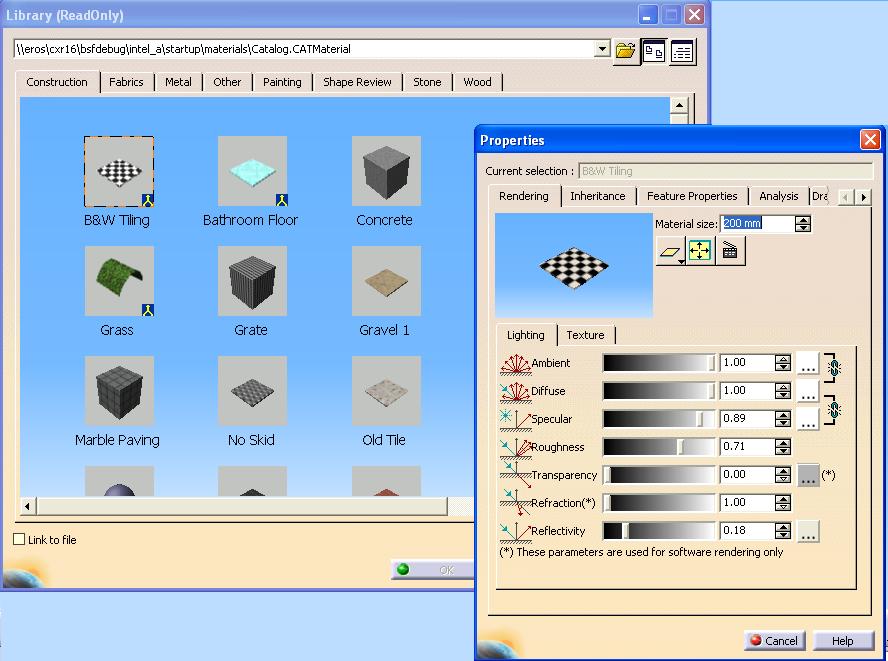 Library (ReadOnly)
\\eros\cxr16\bsfdebug\intel_a\startup\materials\Catalog.CATMaterial
Construction Fabrics Metal Other Painting Shape Review Stone Wood
B&W Tiling Bathroom Floor Concrete
Grass Grate Gravel 1
Marble Paving No Skid Old Tile
Link to file
OK
Properties
Current selection : B&W Tiling
Rendering Inheritance Feature Properties Analysis Dra
Material size: 200 mm
Lighting Texture
Ambient 1.00 ...
Diffuse 1.00 ...
Specular 0.89 ...
Roughness 0.71
Transparency 0.00 ... (*)
Refraction(*) 1.00
Reflectivity 0.18 ...
(*) These parameters are used for software rendering only
Cancel Help